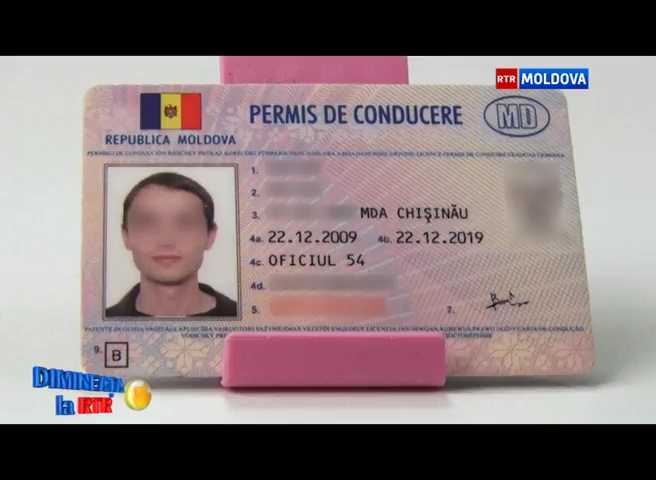 RTR MOLDOVA
PERMIS DE CONDUCERE
MD
REPUBLICA MOLDOVA
1.
2.
3. MDA CHIŞINĂU
4a. 22.12.2009 4b. 22.12.2019
4c. OFICIUL 54
4d.
5. 7.
9. B
DIMINEAȚA
la RTR